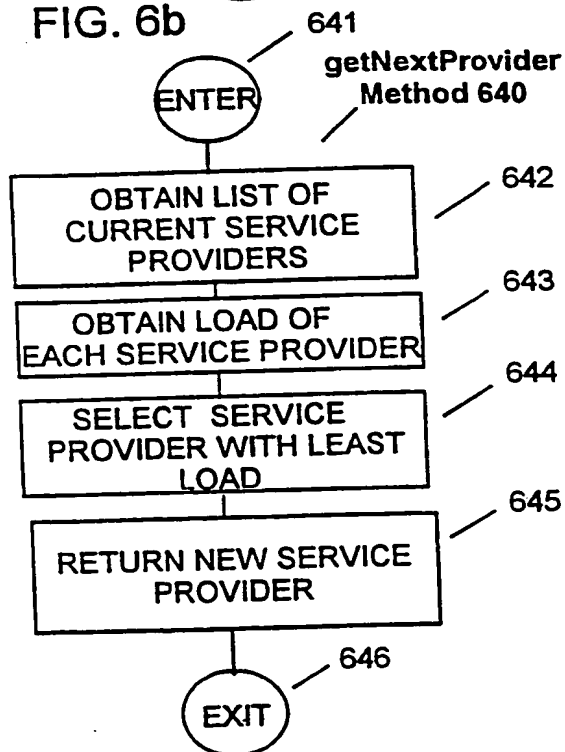 FIG. 6b
641
getNextProvider
Method 640
ENTER
642
OBTAIN LIST OF
CURRENT SERVICE
PROVIDERS
643
OBTAIN LOAD OF
EACH SERVICE PROVIDER
644
SELECT SERVICE
PROVIDER WITH LEAST
LOAD
645
RETURN NEW SERVICE
PROVIDER
646
EXIT